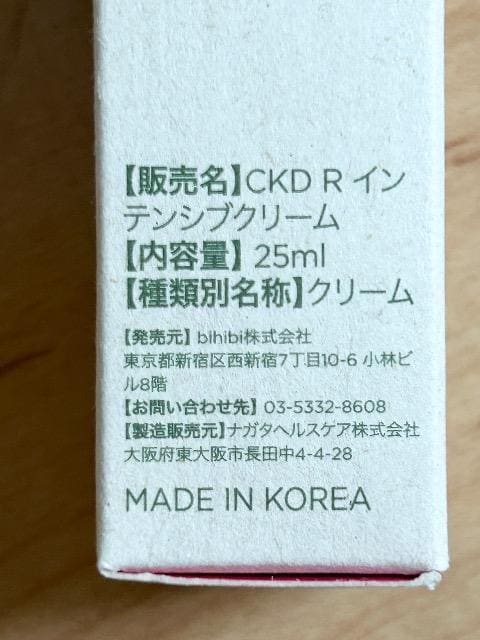 【販売名】CKD R イン
テンシブクリーム
【内容量】 25ml
【種類別名称】クリーム
【発売元】bihibi株式会社
東京都新宿区西新宿7丁目10-6 小林ビ
ル8階
【お問い合わせ先】03-5332-8608
【製造販売元】ナガタヘルスケア株式会社
大阪府東大阪市長田中4-4-28
MADE IN KOREA